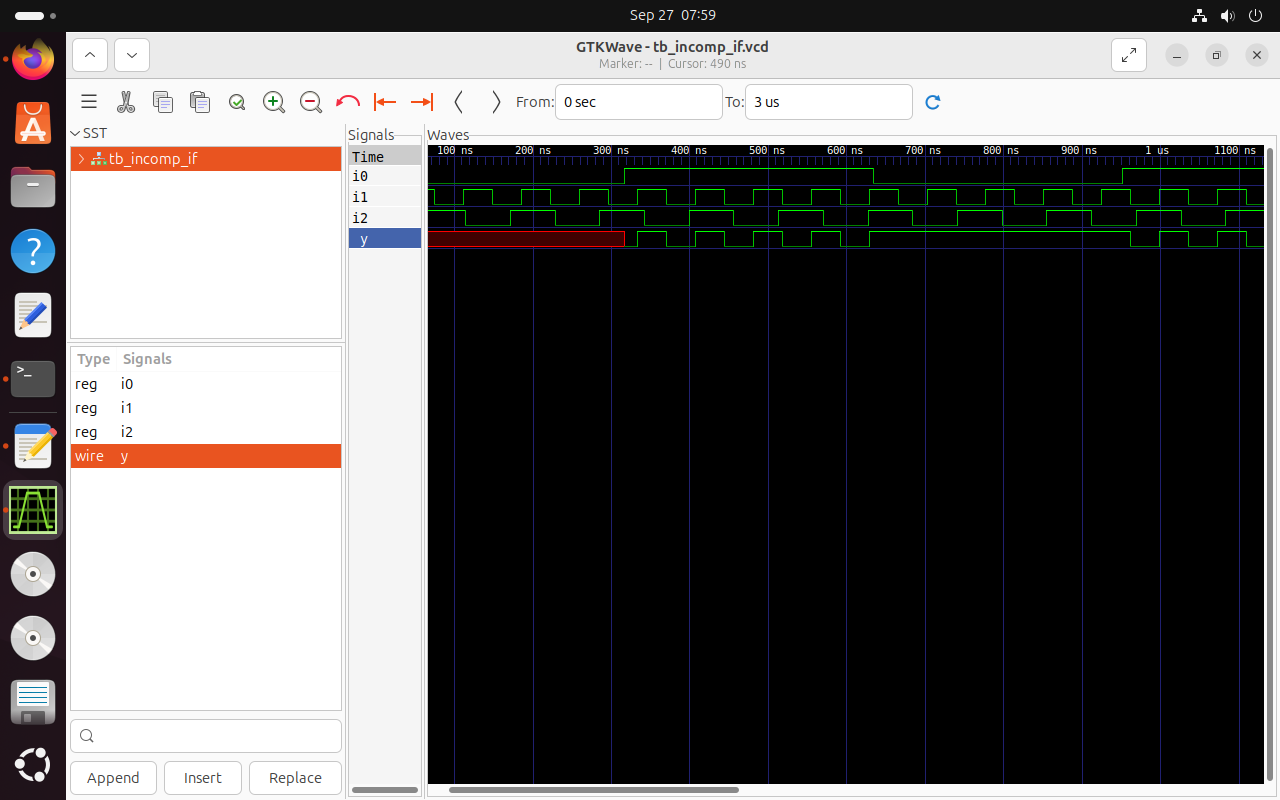 Sep 27 07:59
GTKWave - tb_incomp_if.vcd
Marker: -- | Cursor: 490 ns
From: 0 sec To: 3 us
SST
tb_incomp_if
Type Signals
reg i0
reg i1
reg i2
wire y
Append Insert Replace
Signals
Time
i0
i1
i2
y
Waves
100 ns 200 ns 300 ns 400 ns 500 ns 600 ns 700 ns 800 ns 900 ns 1 us 1100 ns